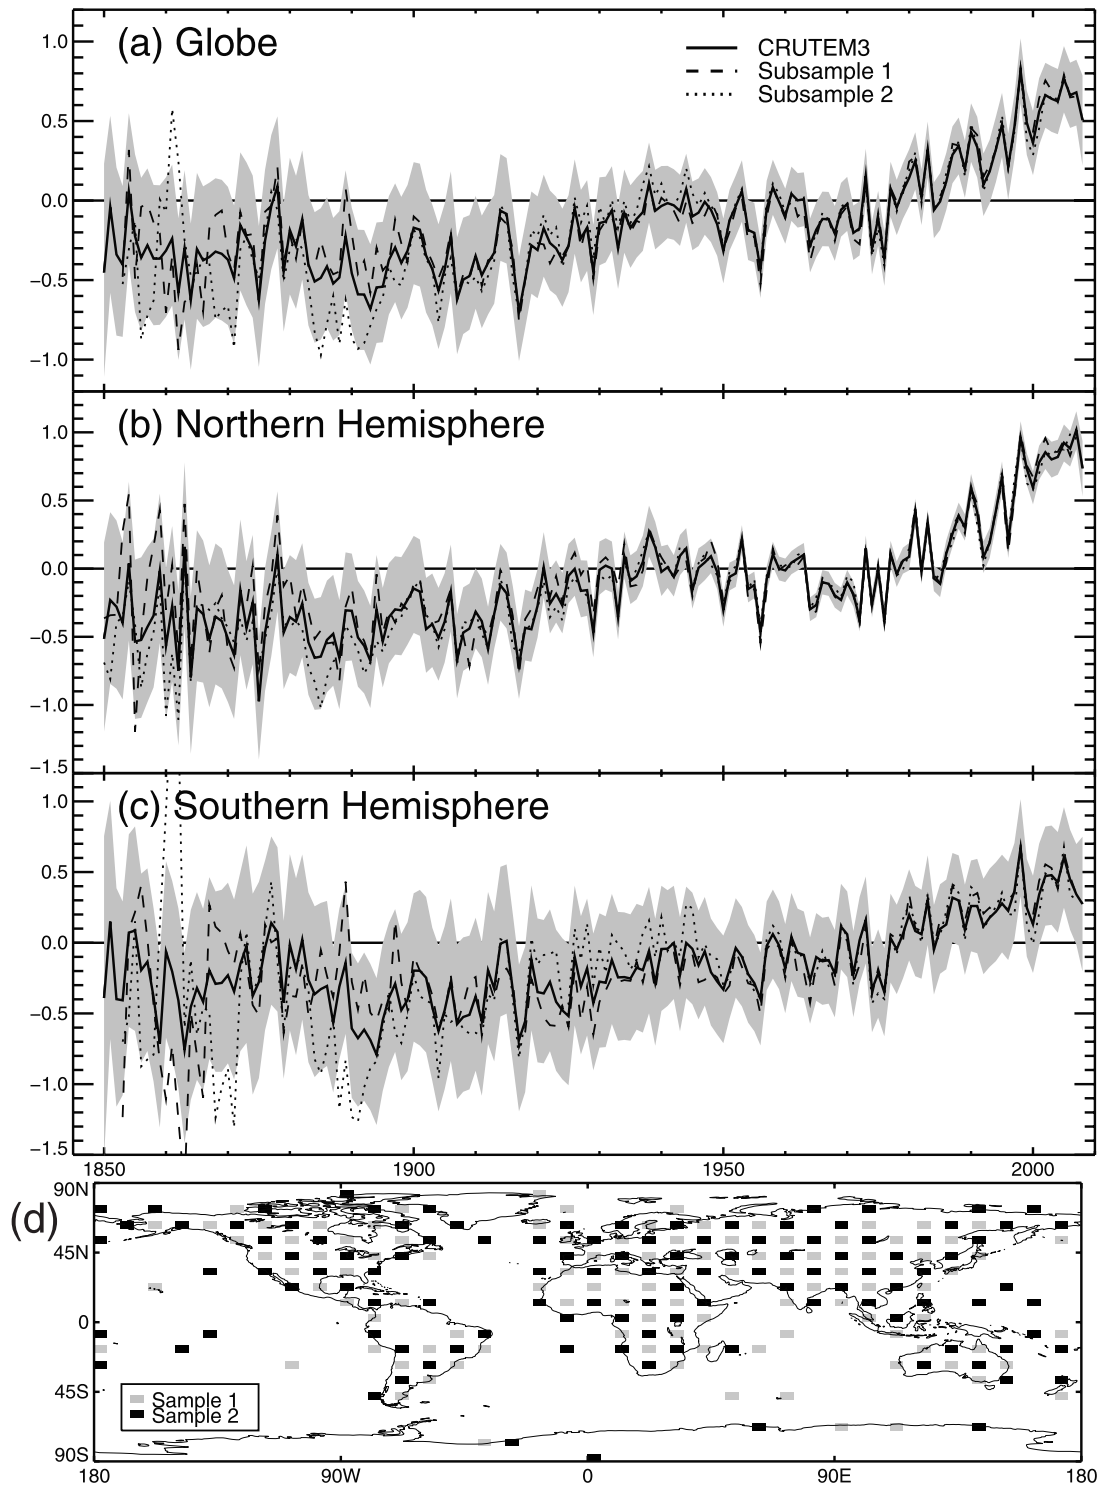 (a) Globe
CRUTEM3
Subsample 1
Subsample 2
1.0
0.5
0.0
−0.5
−1.0
(b) Northern Hemisphere
1.0
0.5
0.0
−0.5
−1.0
−1.5
(c) Southern Hemisphere
1.0
0.5
0.0
−0.5
−1.0
−1.5
1850 1900 1950 2000
(d)
90N
45N
0
45S
90S
Sample 1
Sample 2
180 90W 0 90E 180